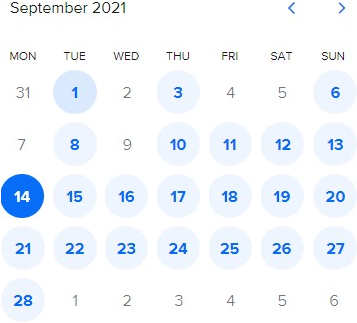 September 2021
MON TUE WED THU FRI SAT SUN
31 1 2 3 4 5 6
7 8 9 10 11 12 13
14 15 16 17 18 19 20
21 22 23 24 25 26 27
28 1 2 3 4 5 6